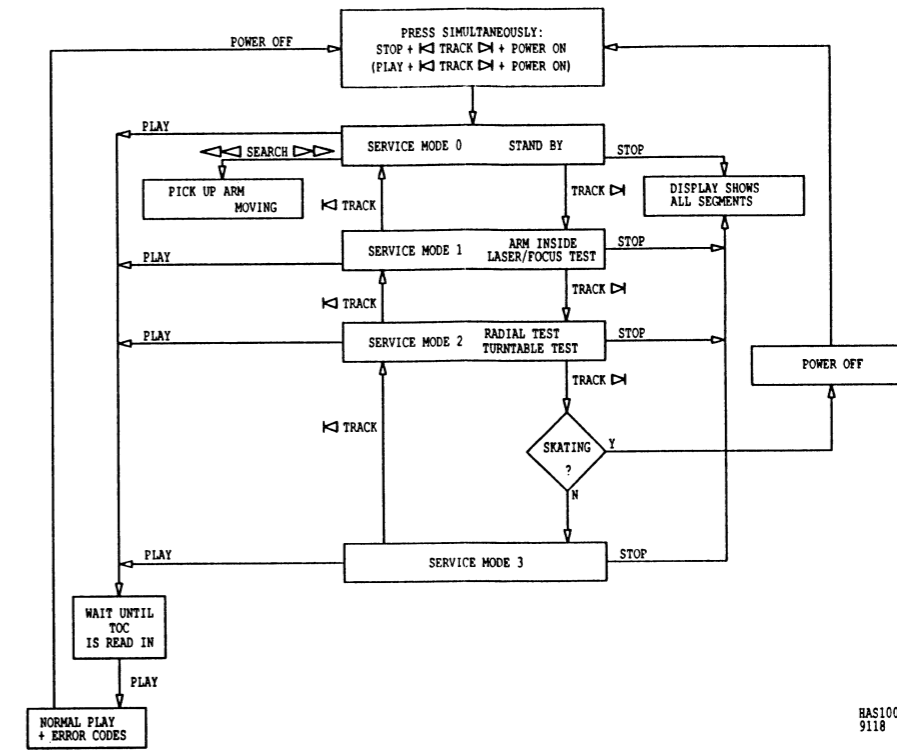 PRESS SIMULTANEOUSLY:
STOP + TRACK + POWER ON
(PLAY + TRACK + POWER ON)
POWER OFF
PLAY
SERVICE MODE 0 STAND BY
STOP
SEARCH
PICK UP ARM
MOVING
TRACK
TRACK
DISPLAY SHOWS
ALL SEGMENTS
PLAY
SERVICE MODE 1 ARM INSIDE
LASER/FOCUS TEST
STOP
TRACK
TRACK
PLAY
SERVICE MODE 2 RADIAL TEST
TURNTABLE TEST
STOP
POWER OFF
TRACK
TRACK
SKATING
?
Y
N
PLAY
SERVICE MODE 3
STOP
WAIT UNTIL
TOC
IS READ IN
PLAY
NORMAL PLAY
+ ERROR CODES
HAS100
9118